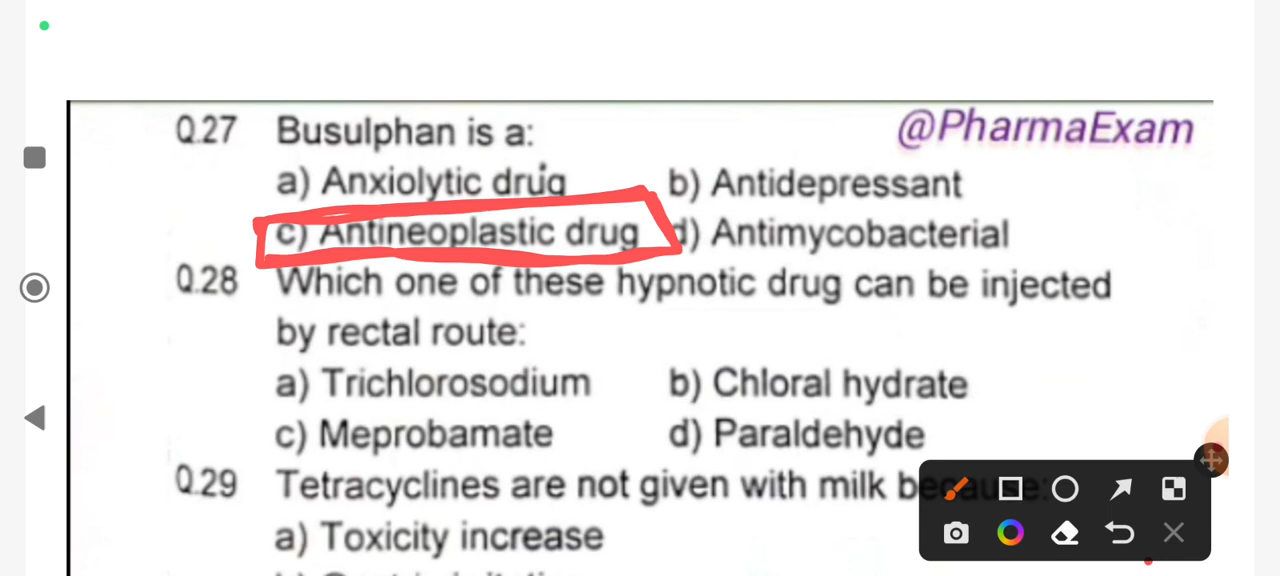 @PharmaExam
Q.27 Busulphan is a:
a) Anxiolytic drug b) Antidepressant
c) Antineoplastic drug d) Antimycobacterial
Q.28 Which one of these hypnotic drug can be injected
by rectal route:
a) Trichlorosodium b) Chloral hydrate
c) Meprobamate d) Paraldehyde
Q.29 Tetracyclines are not given with milk because:
a) Toxicity increase